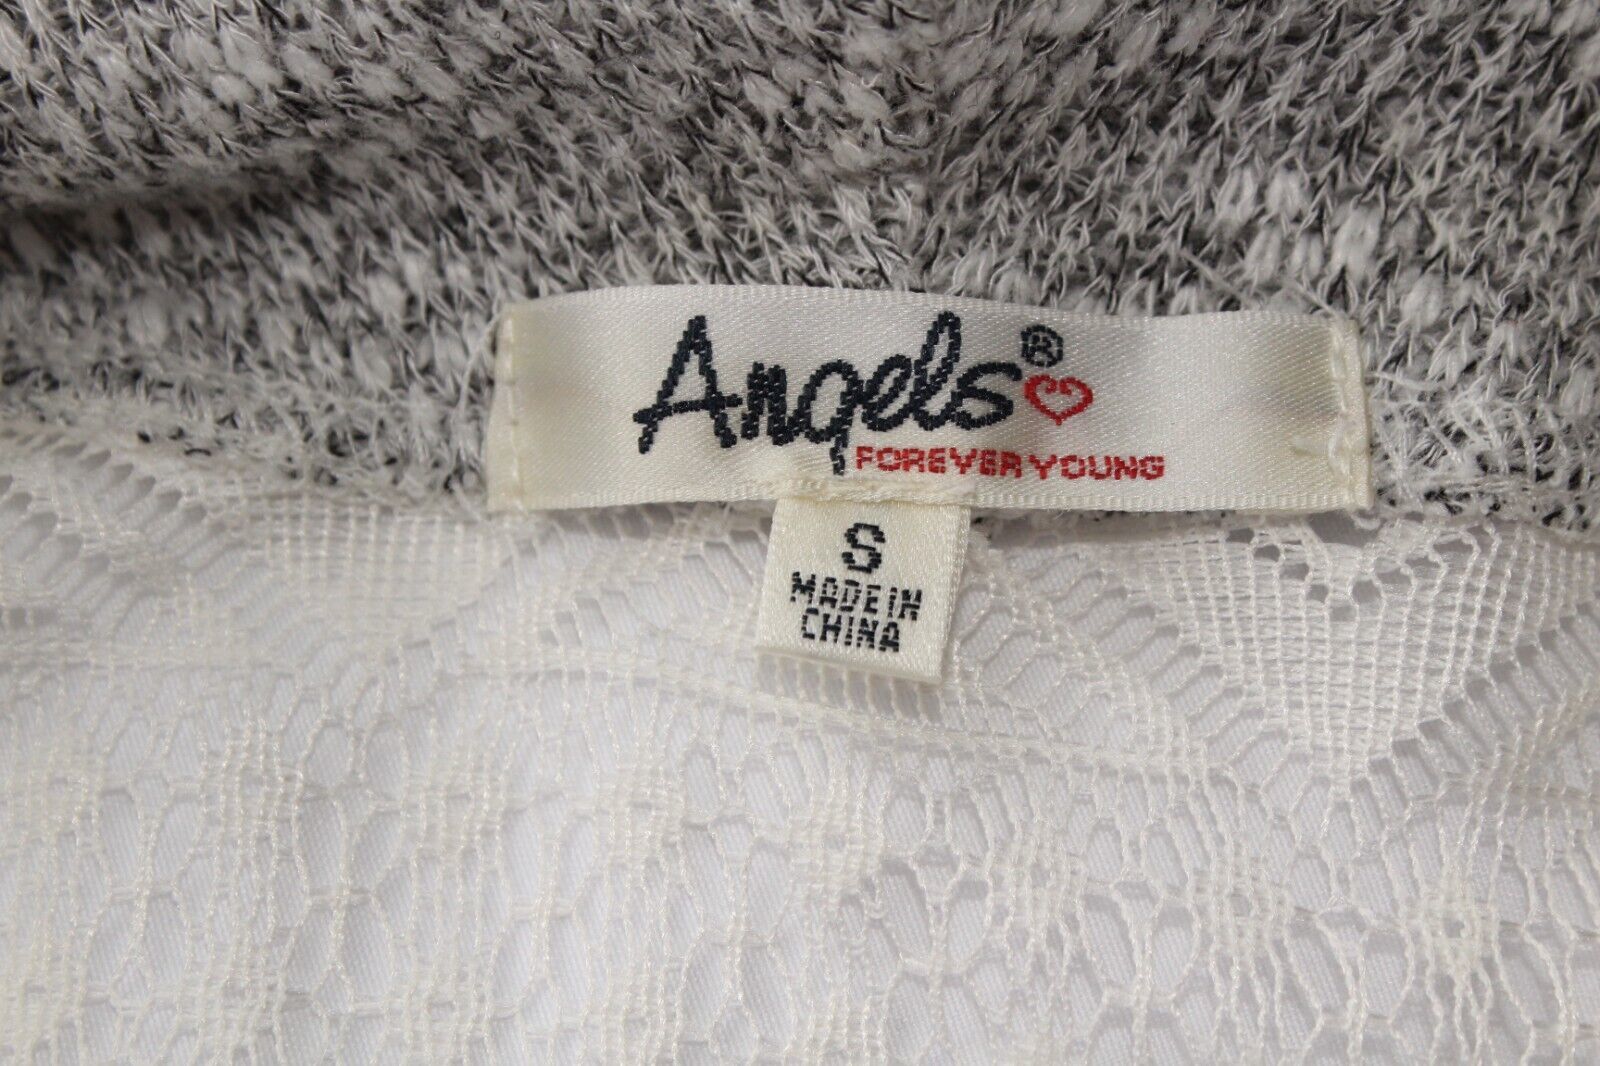 Angels®
FOREVER YOUNG
S
MADE IN
CHINA